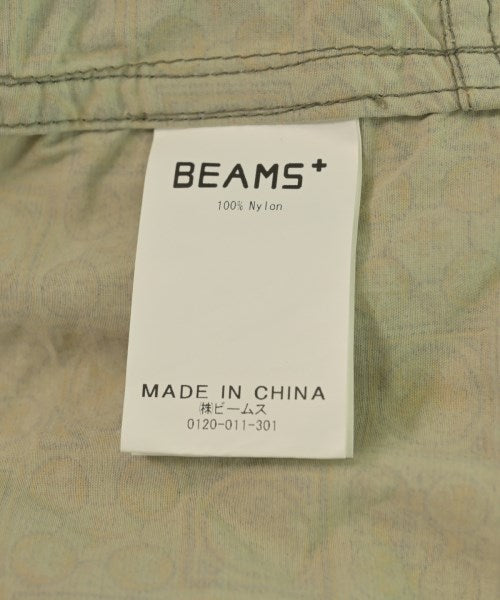 BEAMS+
100% Nylon
MADE IN CHINA
㈱ビームス
0120-011-301